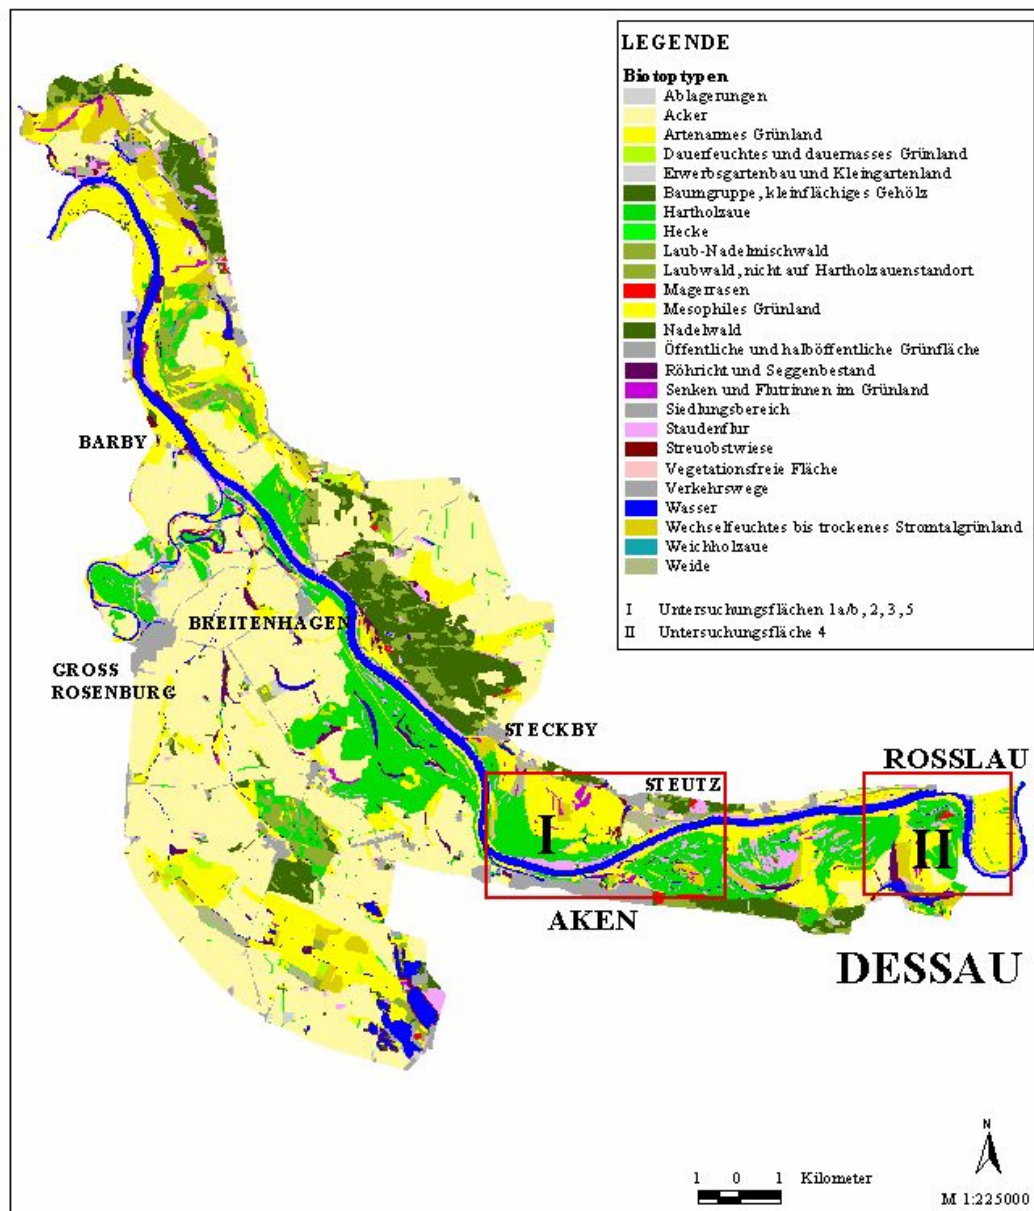 LEGENDE
Biotoptypen
Ablagerungen
Acker
Artenarmes Grünland
Dauerfeuchtes und dauernasses Grünland
Erwerbsgartenbau und Kleingartenland
Baumgruppe, kleinflächiges Gehölz
Hartholzaue
Hecke
Laub-Nadelmischwald
Laubwald, nicht auf Hartholzauenstandort
Magerrasen
Mesophiles Grünland
Nadelwald
Öffentliche und halböffentliche Grünfläche
Röhricht und Seggenbestand
Senken und Flutrinnen im Grünland
Siedlungsbereich
Staudenflur
Streuobstwiese
Vegetationsfreie Fläche
Verkehrswege
Wasser
Wechselfeuchtes bis trockenes Stromtalgrünland
Weichholzaue
Weide
I Untersuchungsflächen 1a/b, 2, 3, 5
II Untersuchungsfläche 4
BARBY
BREITENHAGEN
GROSS
ROSENBURG
STECKBY
STEUTZ
ROSSLAU
I
II
AKEN
DESSAU
N
1 0 1 Kilometer
M 1:225000